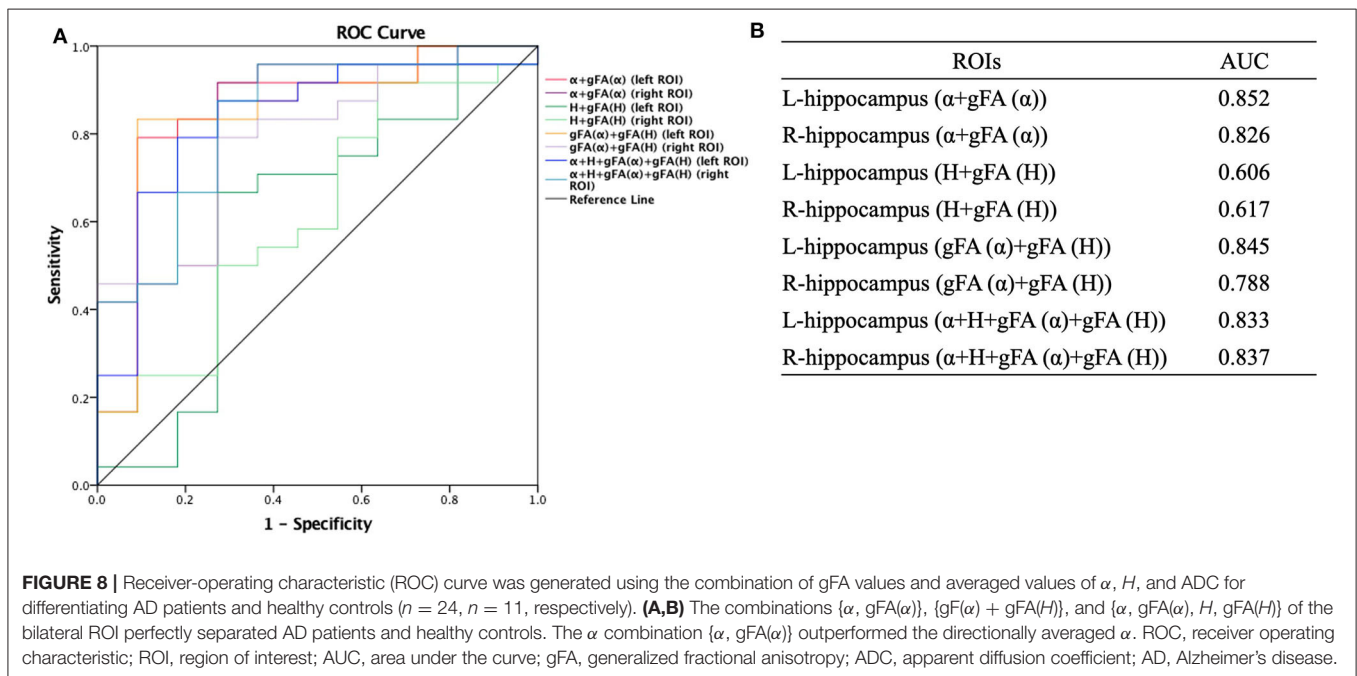 A
ROC Curve
1.0
0.8
0.6
0.4
0.2
0.0
0.0
0.2
0.4
0.6
0.8
1.0
Sensitivity
1 - Specificity
α+gFA(α) (left ROI)
α+gFA(α) (right ROI)
H+gFA(H) (left ROI)
H+gFA(H) (right ROI)
gFA(α)+gFA(H) (left ROI)
gFA(α)+gFA(H) (right ROI)
α+H+gFA(α)+gFA(H) (left ROI)
α+H+gFA(α)+gFA(H) (right
ROI)
Reference Line
B
ROIs AUC
L-hippocampus (α+gFA (α)) 0.852
R-hippocampus (α+gFA (α)) 0.826
L-hippocampus (H+gFA (H)) 0.606
R-hippocampus (H+gFA (H)) 0.617
L-hippocampus (gFA (α)+gFA (H)) 0.845
R-hippocampus (gFA (α)+gFA (H)) 0.788
L-hippocampus (α+H+gFA (α)+gFA (H)) 0.833
R-hippocampus (α+H+gFA (α)+gFA (H)) 0.837
FIGURE 8 | Receiver-operating characteristic (ROC) curve was generated using the combination of gFA values and averaged values of α, H, and ADC for
differentiating AD patients and healthy controls (n = 24, n = 11, respectively). (A,B) The combinations {α, gFA(α)}, {gF(α) + gFA(H)}, and {α, gFA(α), H, gFA(H)} of the
bilateral ROI perfectly separated AD patients and healthy controls. The α combination {α, gFA(α)} outperformed the directionally averaged α. ROC, receiver operating
characteristic; ROI, region of interest; AUC, area under the curve; gFA, generalized fractional anisotropy; ADC, apparent diffusion coefficient; AD, Alzheimer's disease.